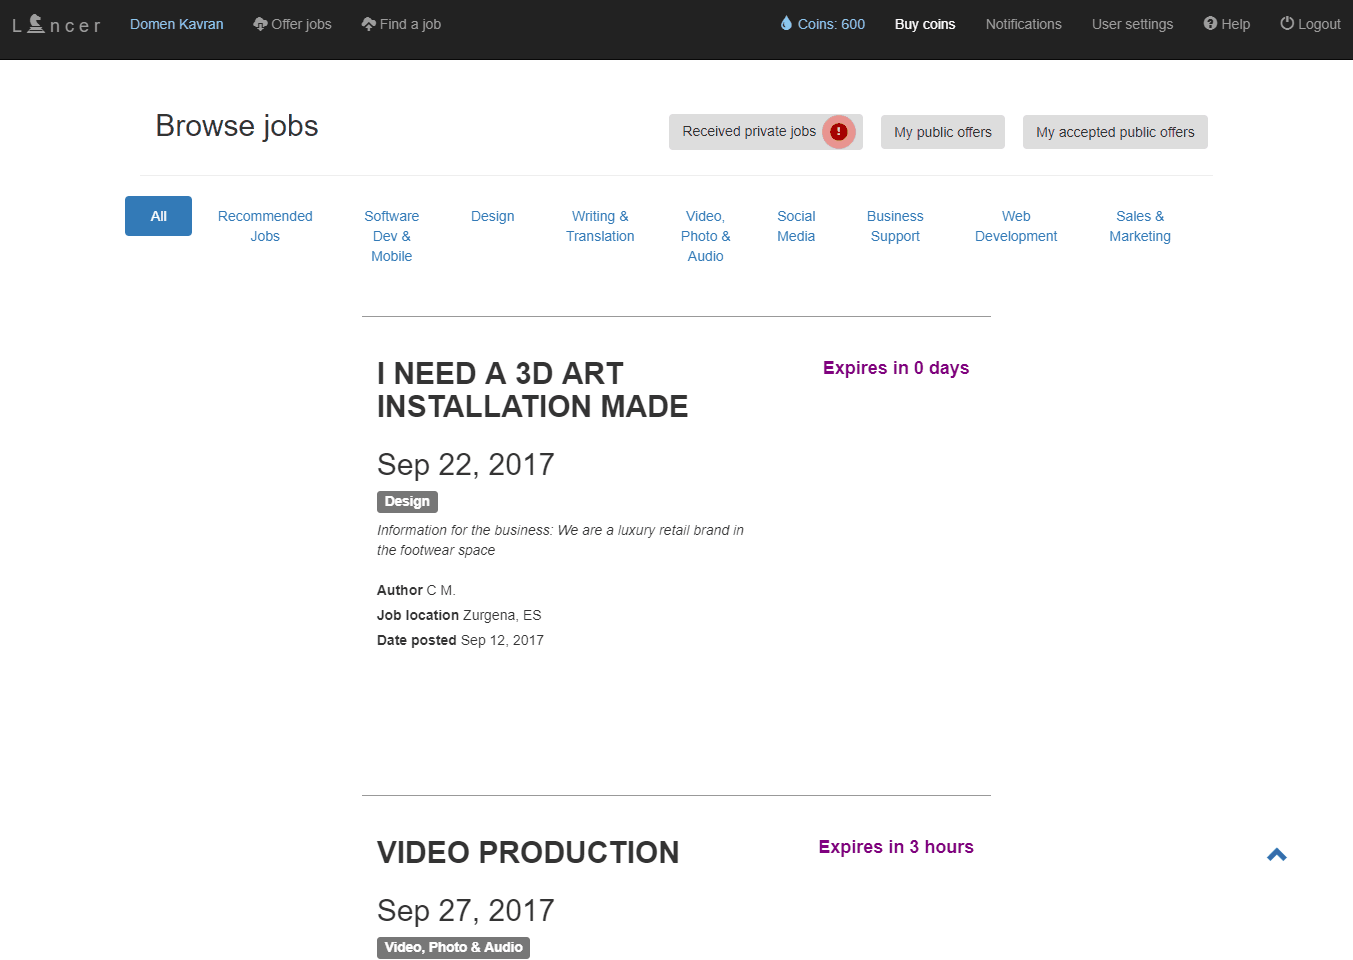 L ncer Domen Kavran Offer jobs Find a job Coins: 600 Buy coins Notifications User settings Help Logout
Browse jobs
Received private jobs My public offers My accepted public offers
All
Recommended
Jobs
Software
Dev &
Mobile
Design
Writing &
Translation
Video,
Photo &
Audio
Social
Media
Business
Support
Web
Development
Sales &
Marketing
I NEED A 3D ART
INSTALLATION MADE
Expires in 0 days
Sep 22, 2017
Design
Information for the business: We are a luxury retail brand in
the footwear space
Author C M.
Job location Zurgena, ES
Date posted Sep 12, 2017
VIDEO PRODUCTION
Expires in 3 hours
Sep 27, 2017
Video, Photo & Audio